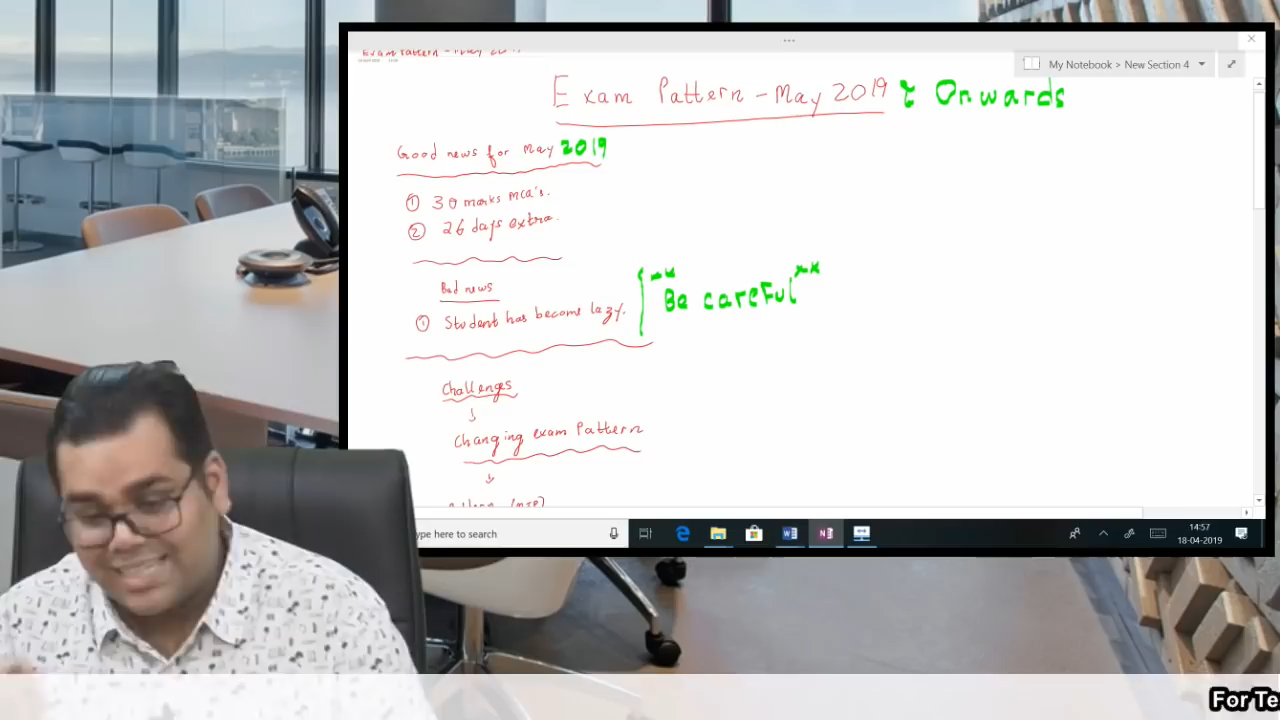 My Notebook > New Section 4
Exam Pattern - May 2019 & Onwards
Good news for May 2019
① 30 marks MCQ's.
② 26 days extra.
Bad news
① Student has become lazy.
** Be careful **
Challenges
↓
Changing exam Pattern
↓
(MTP)
ype here to search
14:57
18-04-2019
For Te